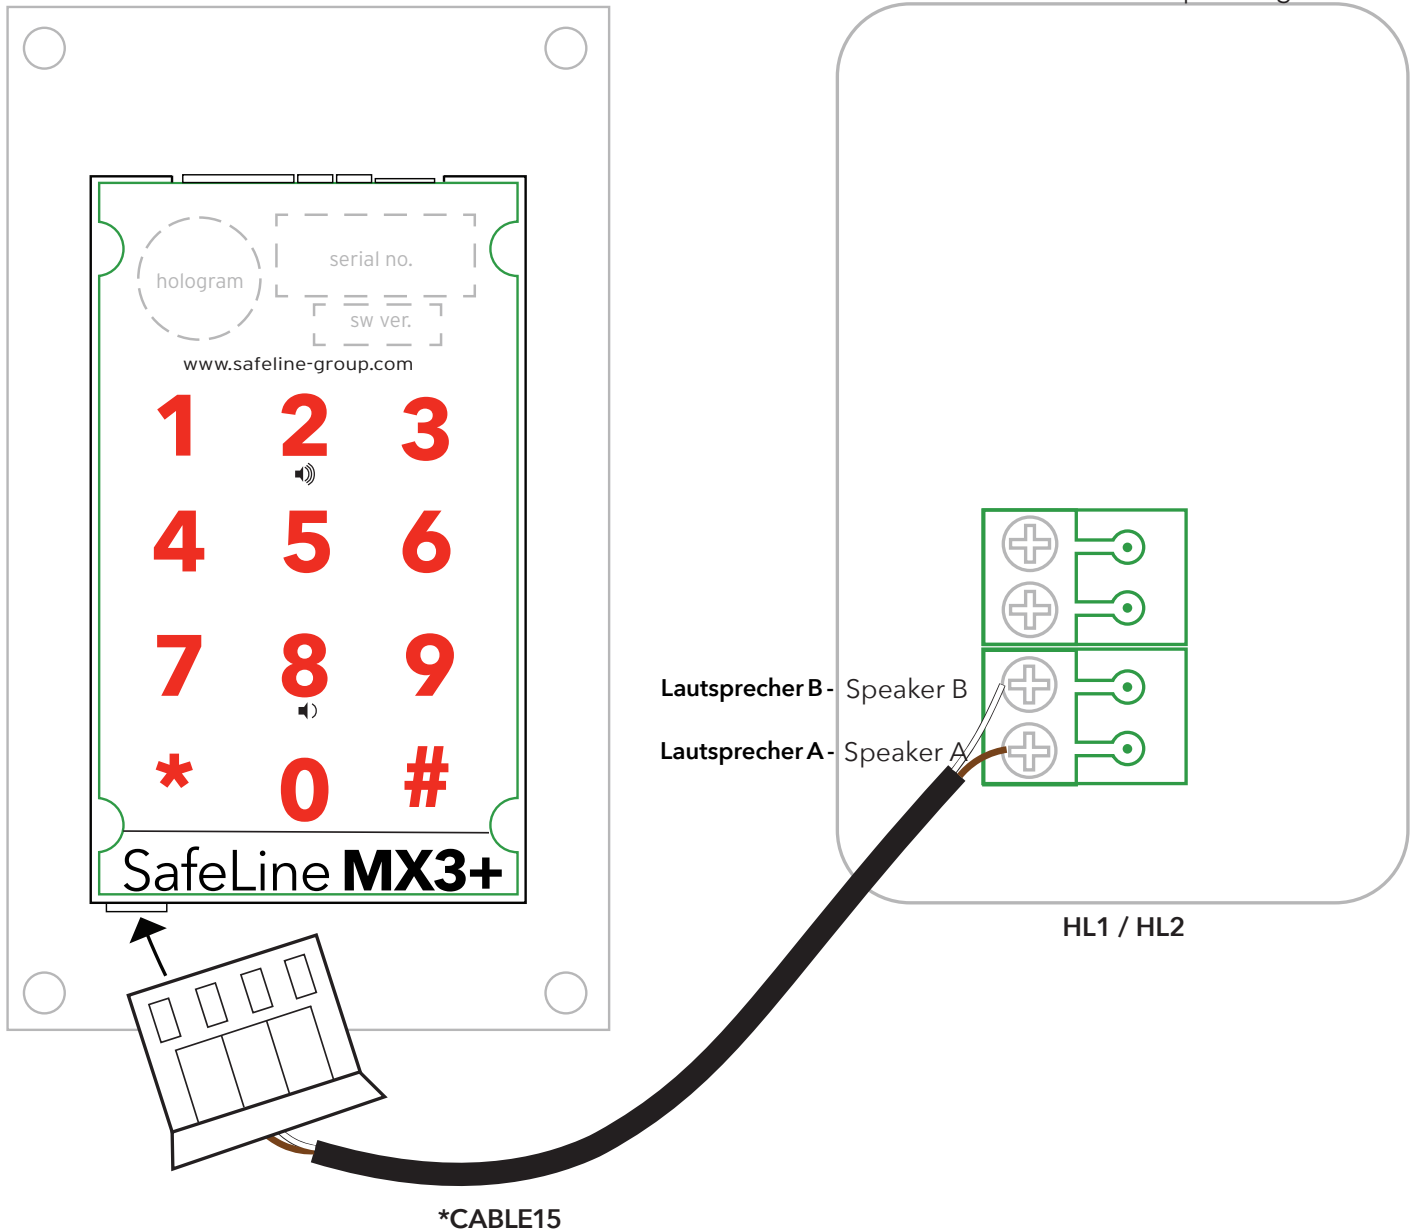 hologram
serial no.
sw ver.
www.safeline-group.com
1 2 3
4 5 6
7 8 9
* 0 #
SafeLine MX3+
Lautsprecher B - Speaker B
Lautsprecher A - Speaker A
HL1 / HL2
*CABLE15